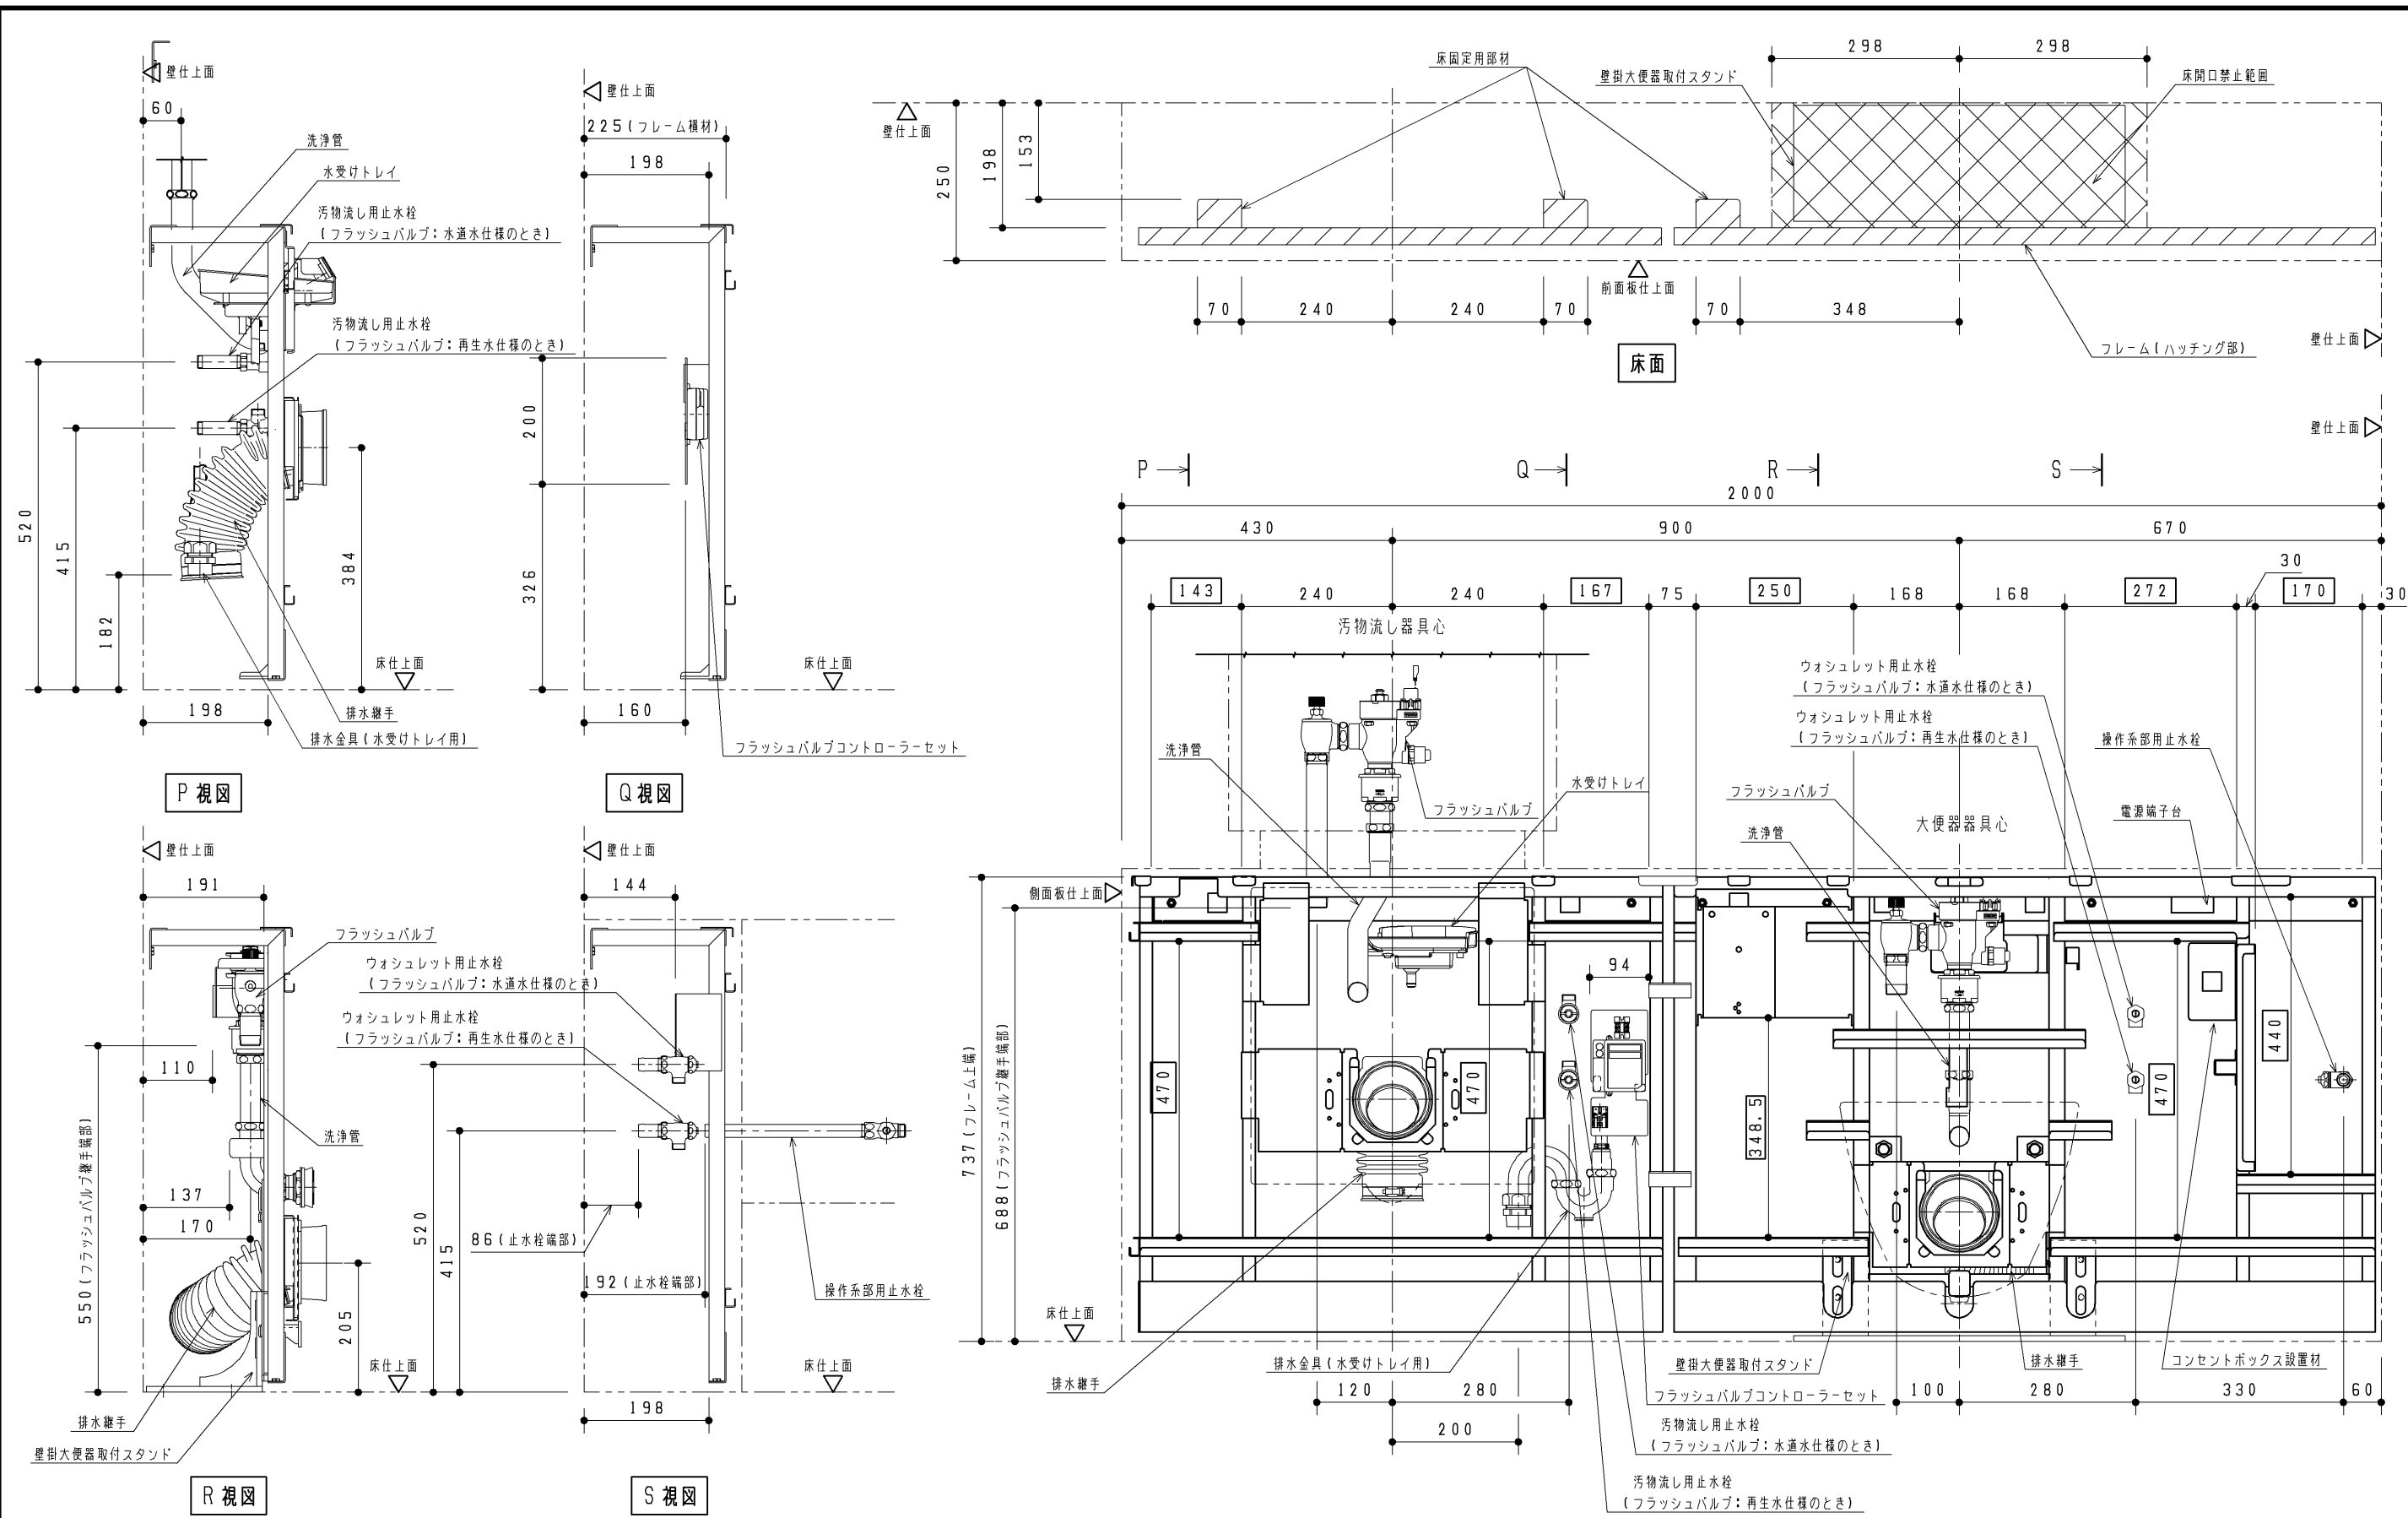 壁仕上面
60
洗浄管
水受けトレイ
汚物流し用止水栓
(フラッシュバルブ:水道水仕様のとき)
汚物流し用止水栓
(フラッシュバルブ:再生水仕様のとき)
520
415
182
384
床仕上面
198
排水継手
排水金具(水受けトレイ用)
P視図
壁仕上面
225(フレーム横材)
198
200
326
床仕上面
160
フラッシュバルブコントローラーセット
Q視図
壁仕上面
191
フラッシュバルブ
ウォシュレット用止水栓
(フラッシュバルブ:水道水仕様のとき)
ウォシュレット用止水栓
(フラッシュバルブ:再生水仕様のとき)
110
550(フラッシュバルブ継手端部)
洗浄管
137
170
205
床仕上面
排水継手
壁掛大便器取付スタンド
R視図
壁仕上面
144
520
415
86(止水栓端部)
192(止水栓端部)
操作系部用止水栓
床仕上面
198
S視図
床固定用部材
壁掛大便器取付スタンド
298
298
床開口禁止範囲
壁仕上面
250
198
153
前面板仕上面
70
240
240
70
70
348
フレーム(ハッチング部)
壁仕上面
床面
壁仕上面
P
Q
R
S
2000
430
900
670
30
143
240
240
167
75
250
168
168
272
170
30
汚物流し器具心
ウォシュレット用止水栓
(フラッシュバルブ:水道水仕様のとき)
ウォシュレット用止水栓
(フラッシュバルブ:再生水仕様のとき)
操作系部用止水栓
洗浄管
水受けトレイ
フラッシュバルブ
フラッシュバルブ
大便器器具心
電源端子台
洗浄管
側面板仕上面
94
737(フレーム上端)
688(フラッシュバルブ継手端部)
470
470
348.5
470
440
床仕上面
排水継手
排水金具(水受けトレイ用)
壁掛大便器取付スタンド
排水継手
コンセントボックス設置材
120
280
フラッシュバルブコントローラーセット
100
280
330
60
200
汚物流し用止水栓
(フラッシュバルブ:水道水仕様のとき)
汚物流し用止水栓
(フラッシュバルブ:再生水仕様のとき)